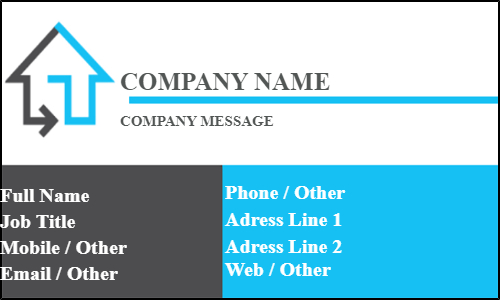 COMPANY NAME
COMPANY MESSAGE
Full Name
Job Title
Mobile / Other
Email / Other
Phone / Other
Adress Line 1
Adress Line 2
Web / Other